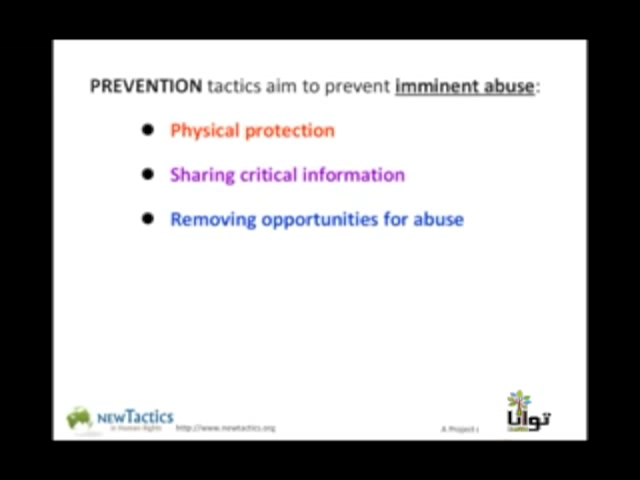 PREVENTION tactics aim to prevent imminent abuse:
● Physical protection
● Sharing critical information
● Removing opportunities for abuse
NEWTactics
in Human Rights
http://www.newtactics.org
A Project
توانا